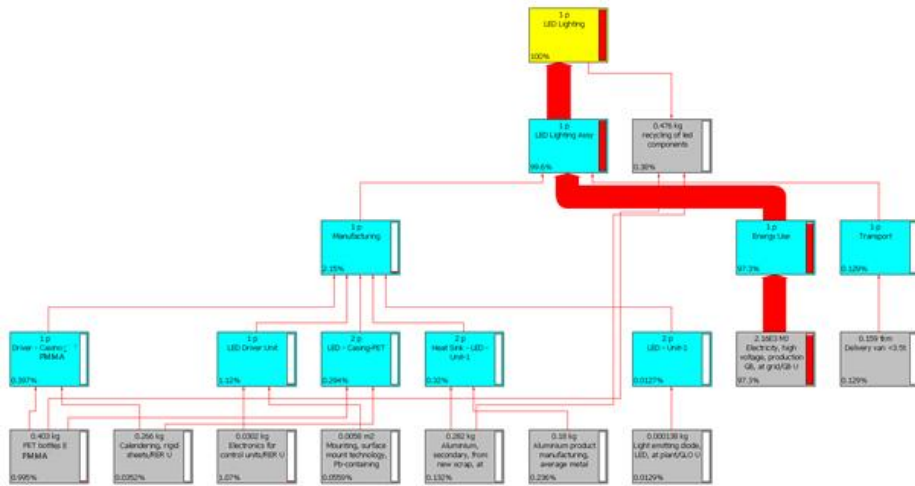 1 p
LED Lighting
100%
1 p
LED Lighting Assy
99.6%
0.476 kg
recycling of led
components
0.38%
1 p
Manufacturing
2.15%
1 p
Energy Use
97.3%
1 p
Transport
0.129%
1 p
Driver - Casing
PMMA
0.397%
1 p
LED Driver Unit
1.12%
2 p
LED - Casing-PET
0.294%
2 p
Heat Sink - LED -
Unit-1
0.32%
2 p
LED - Unit-1
0.0127%
2.16E3 MJ
Electricity, high
voltage, production
GB, at grid/GB U
97.3%
0.159 tkm
Delivery van <3.5t
0.129%
0.403 kg
PET bottles E
PMMA
0.995%
0.266 kg
Calendering, rigid
sheets/RER U
0.0352%
0.0302 kg
Electronics for
control units/RER U
1.07%
0.0058 m2
Mounting, surface
mount technology,
Pb-containing
0.0559%
0.282 kg
Aluminium,
secondary, from
new scrap, at
0.132%
0.18 kg
Aluminium product
manufacturing,
average metal
0.236%
0.000138 kg
Light emitting diode,
LED, at plant/GLO U
0.0129%